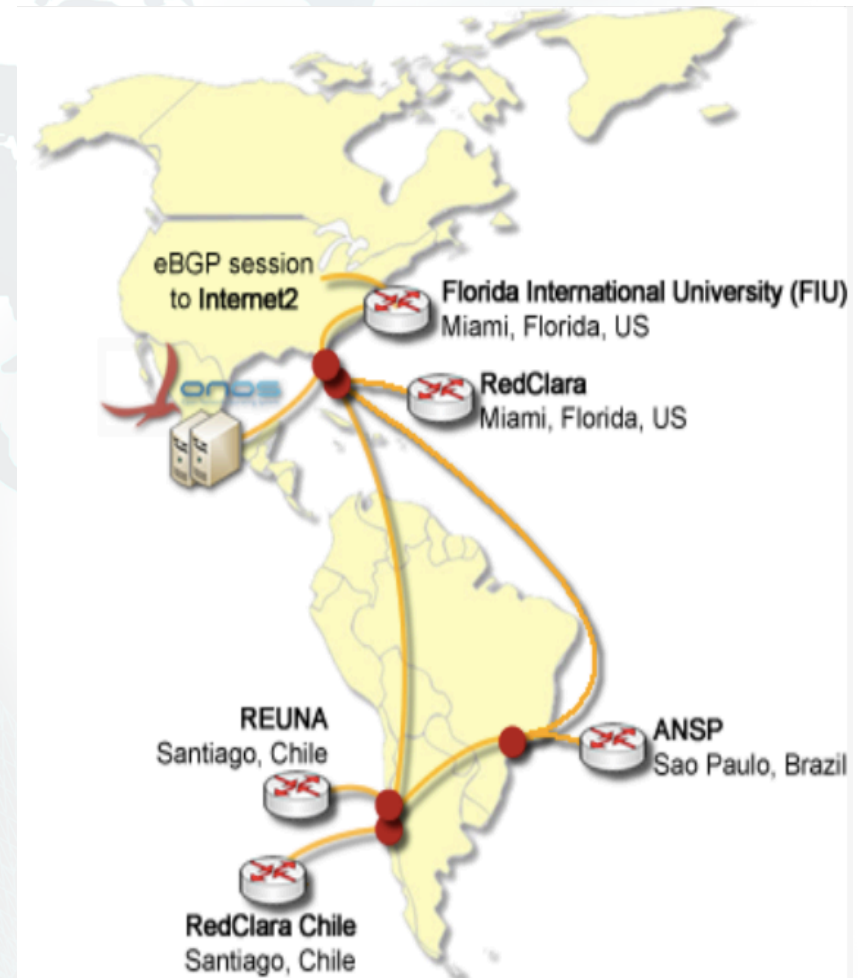 eBGP session
to Internet2
Florida International University (FIU)
Miami, Florida, US
onos
RedClara
Miami, Florida, US
REUNA
Santiago, Chile
ANSP
Sao Paulo, Brazil
RedClara Chile
Santiago, Chile